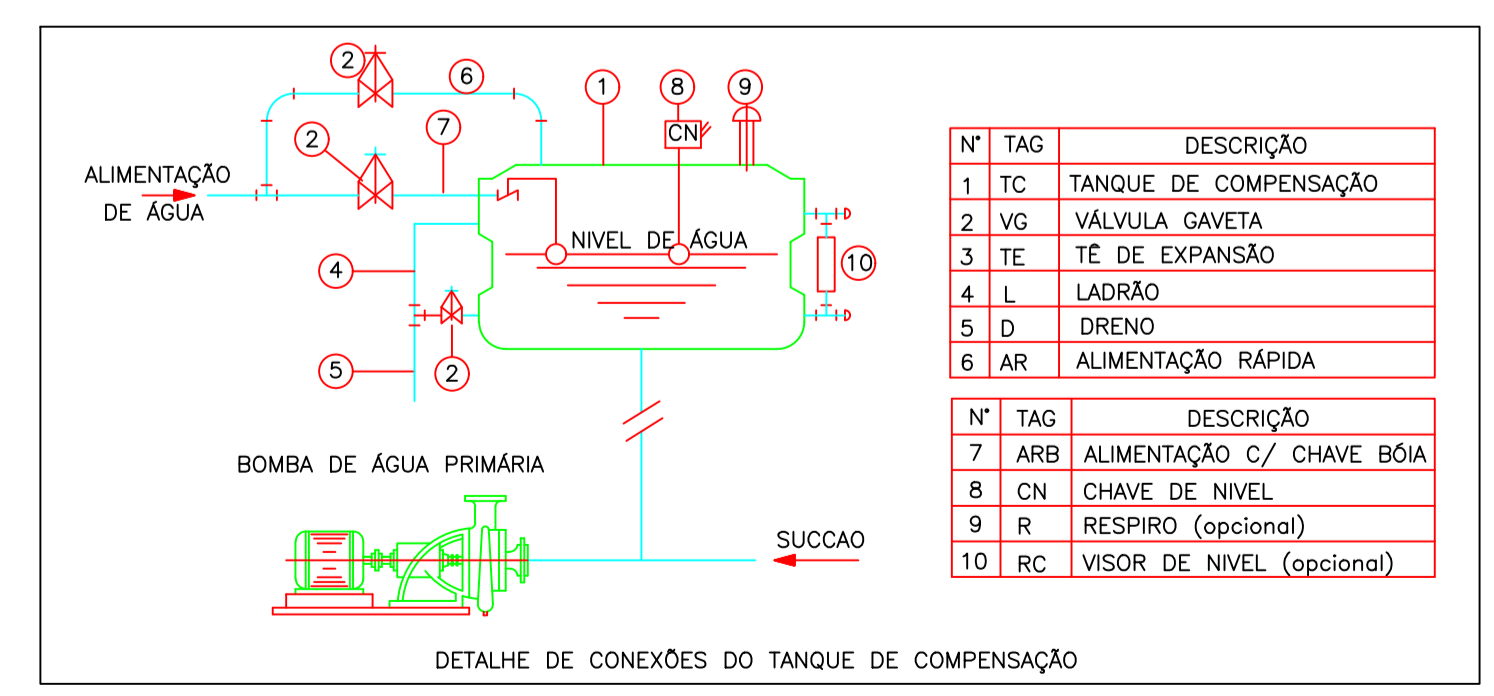 2
6
1
8
9
2
7
CN
ALIMENTAÇÃO
DE ÁGUA
NIVEL DE ÁGUA
4
10
5
2
BOMBA DE ÁGUA PRIMÁRIA
SUCCAO
N° TAG DESCRIÇÃO
1 TC TANQUE DE COMPENSAÇÃO
2 VG VÁLVULA GAVETA
3 TE TÊ DE EXPANSÃO
4 L LADRÃO
5 D DRENO
6 AR ALIMENTAÇÃO RÁPIDA
N° TAG DESCRIÇÃO
7 ARB ALIMENTAÇÃO C/ CHAVE BÓIA
8 CN CHAVE DE NIVEL
9 R RESPIRO (opcional)
10 RC VISOR DE NIVEL (opcional)
DETALHE DE CONEXÕES DO TANQUE DE COMPENSAÇÃO